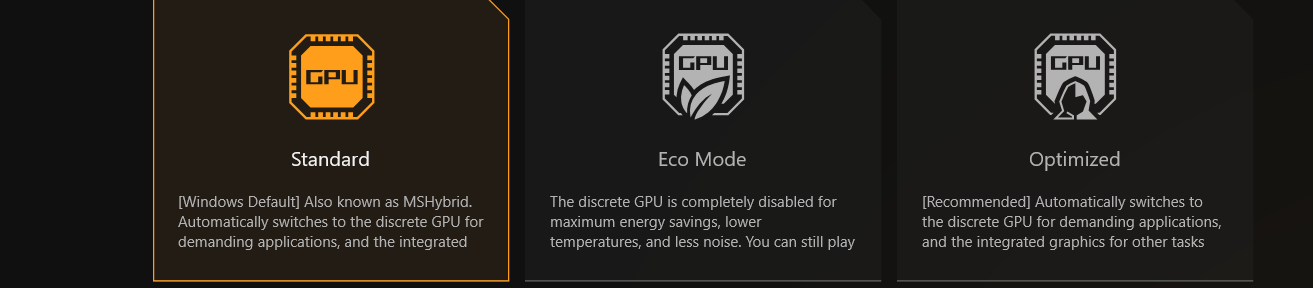 GPU
Standard
[Windows Default] Also known as MSHybrid.
Automatically switches to the discrete GPU for
demanding applications, and the integrated
GPU
Eco Mode
The discrete GPU is completely disabled for
maximum energy savings, lower
temperatures, and less noise. You can still play
GPU
Optimized
[Recommended] Automatically switches to
the discrete GPU for demanding applications,
and the integrated graphics for other tasks